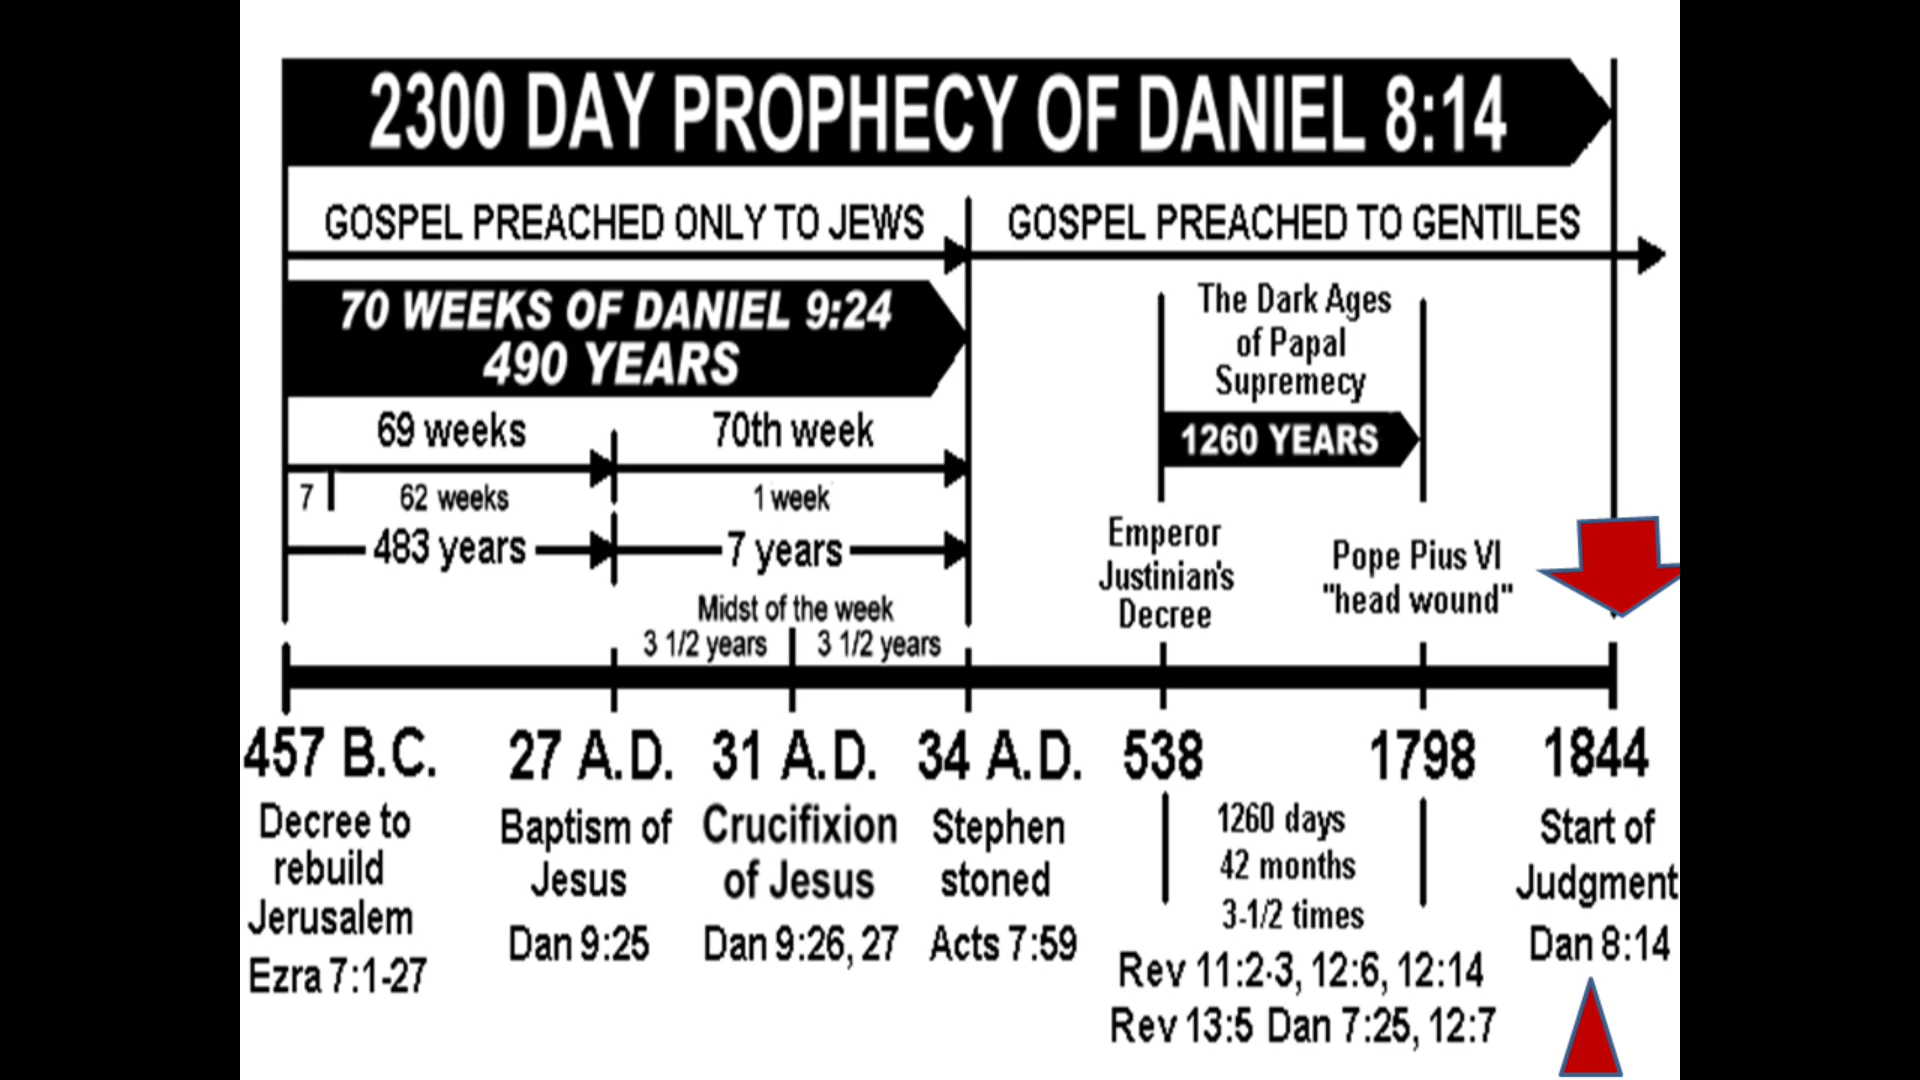 2300 DAY PROPHECY OF DANIEL 8:14
GOSPEL PREACHED ONLY TO JEWS
GOSPEL PREACHED TO GENTILES
70 WEEKS OF DANIEL 9:24
490 YEARS
69 weeks
70th week
7
62 weeks
1 week
483 years
7 years
Midst of the week
3 1/2 years
3 1/2 years
The Dark Ages
of Papal
Supremecy
1260 YEARS
Emperor
Justinian's
Decree
Pope Pius VI
"head wound"
457 B.C.
Decree to
rebuild
Jerusalem
Ezra 7:1-27
27 A.D.
Baptism of
Jesus
Dan 9:25
31 A.D.
Crucifixion
of Jesus
Dan 9:26, 27
34 A.D.
Stephen
stoned
Acts 7:59
538
1798
1260 days
42 months
3-1/2 times
Rev 11:2-3, 12:6, 12:14
Rev 13:5 Dan 7:25, 12:7
1844
Start of
Judgment
Dan 8:14